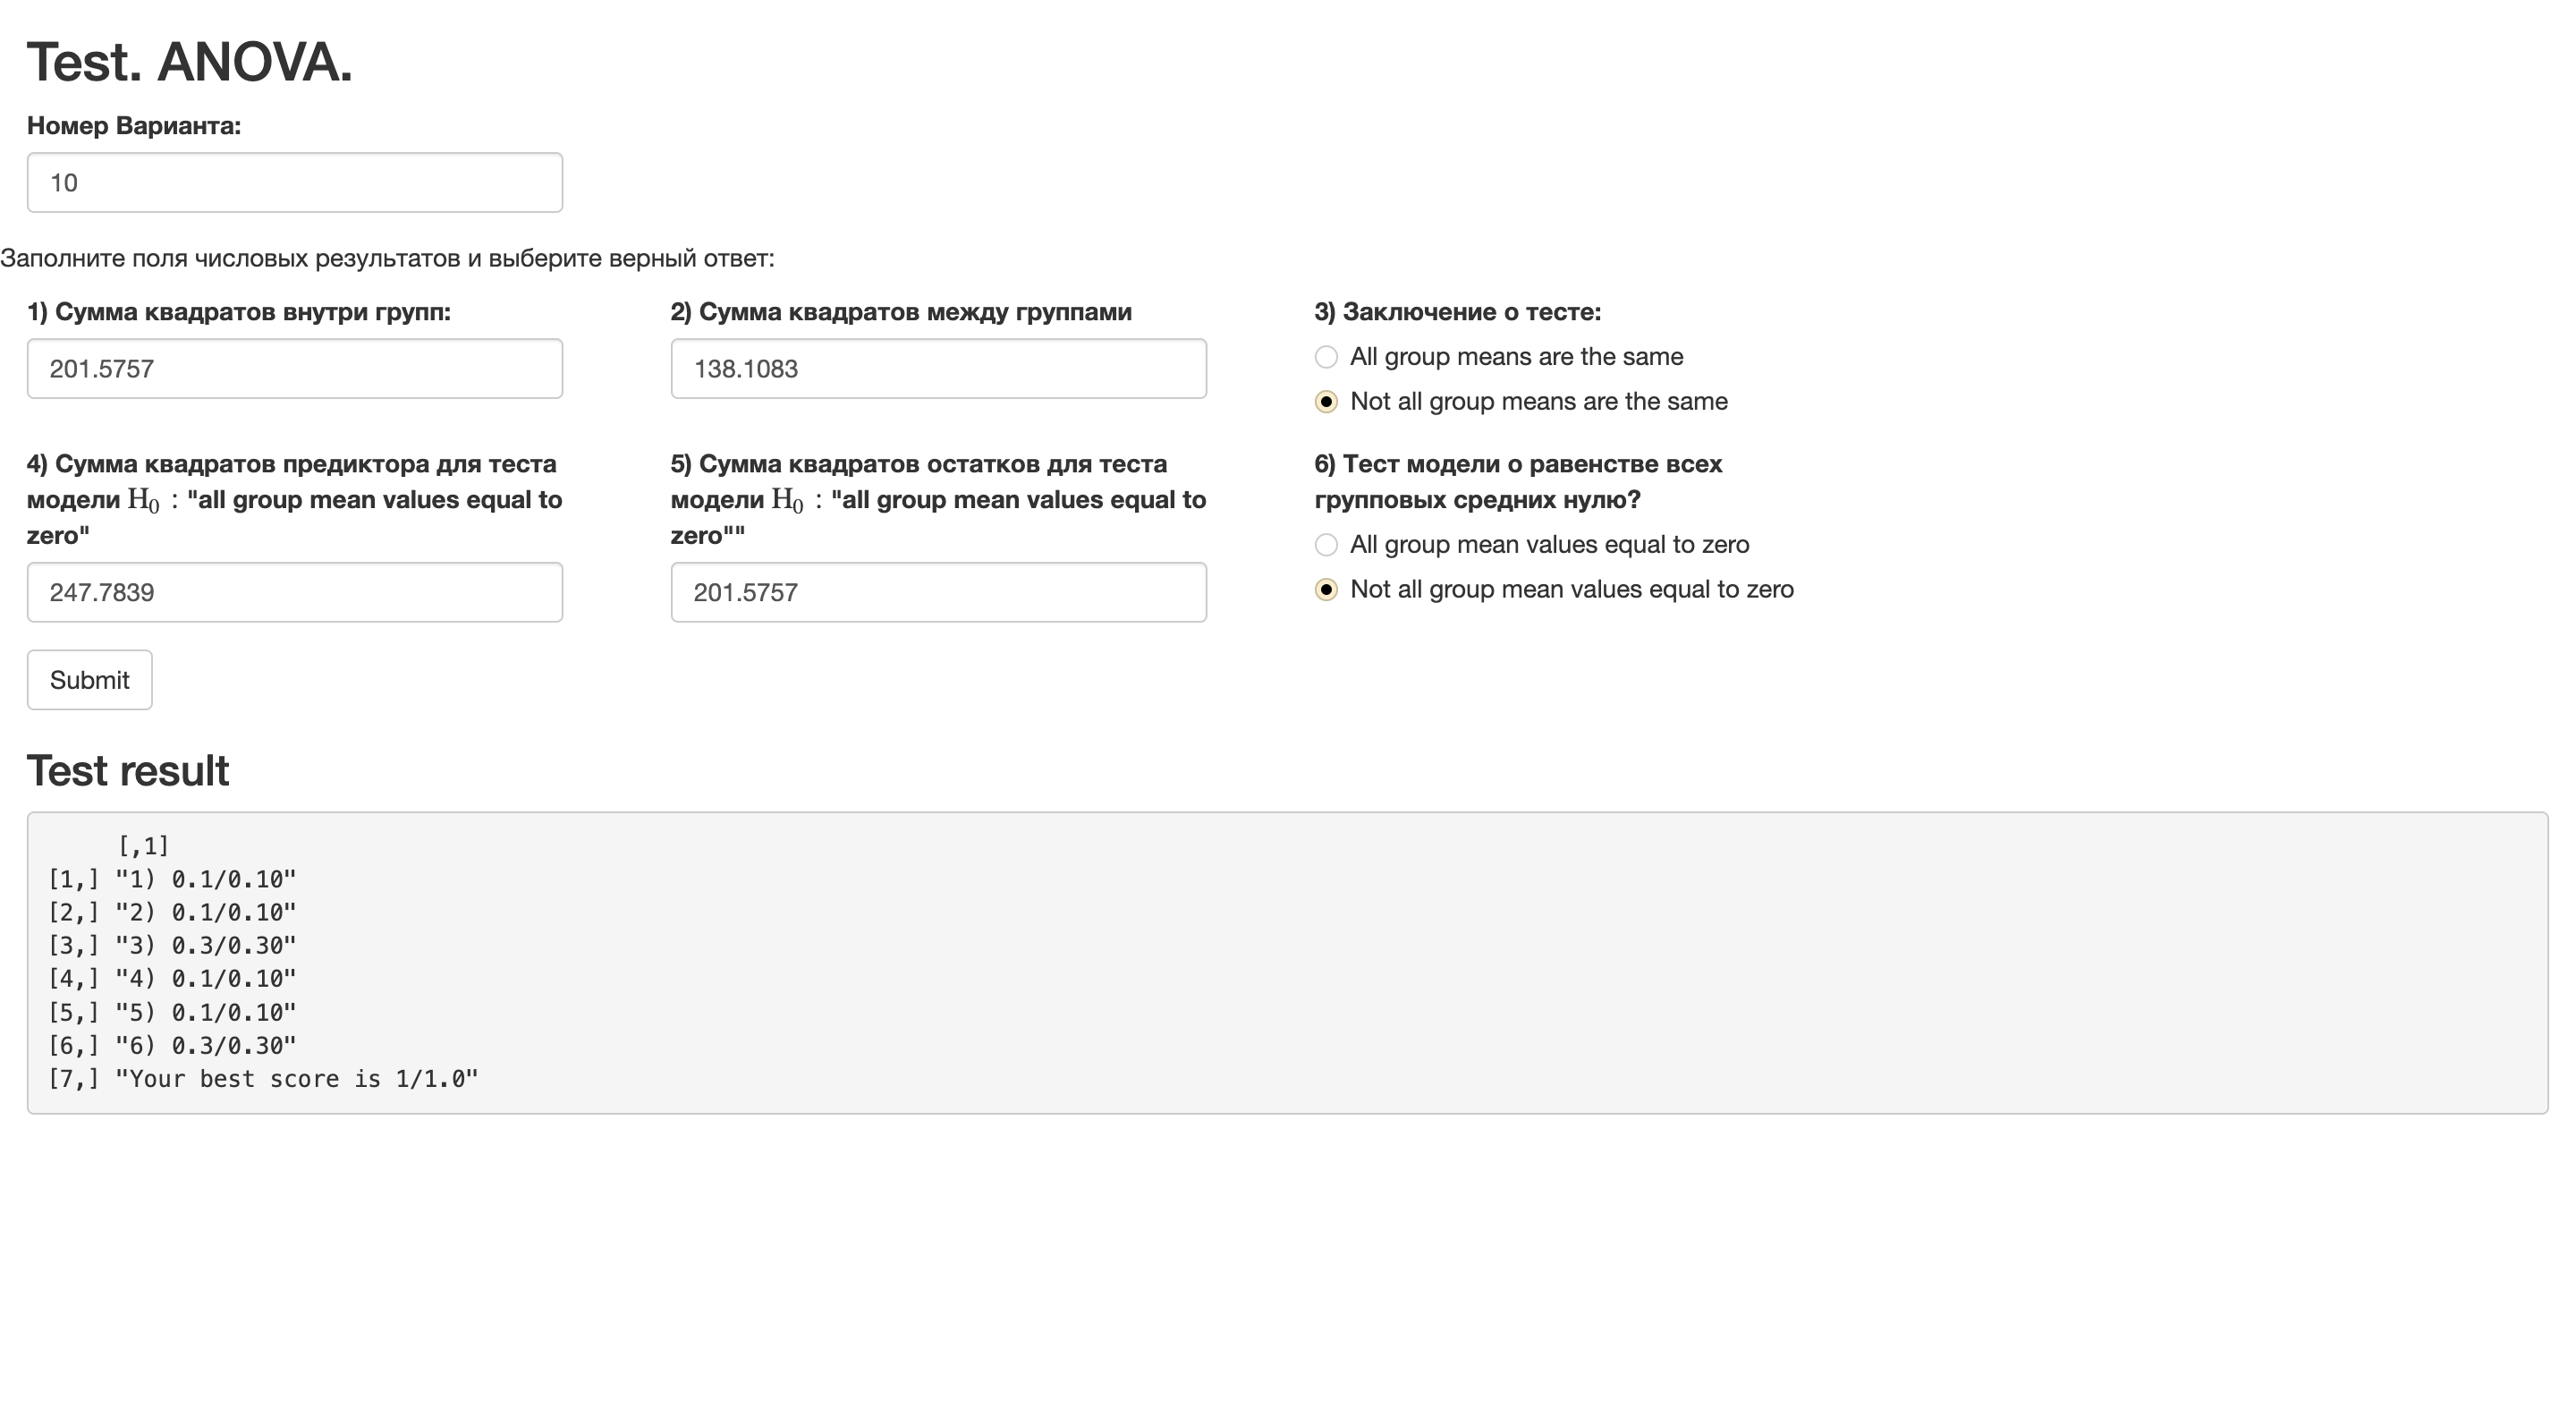 Test. ANOVA.
Номер Варианта:
10
Заполните поля числовых результатов и выберите верный ответ:
1) Сумма квадратов внутри групп:
201.5757
2) Сумма квадратов между группами
138.1083
3) Заключение о тесте:
All group means are the same
Not all group means are the same
4) Сумма квадратов предиктора для теста
модели H₀ : "all group mean values equal to
zero"
247.7839
5) Сумма квадратов остатков для теста
модели H₀ : "all group mean values equal to
zero""
201.5757
6) Тест модели о равенстве всех
групповых средних нулю?
All group mean values equal to zero
Not all group mean values equal to zero
Submit
Test result
[,1]
[1,] "1) 0.1/0.10"
[2,] "2) 0.1/0.10"
[3,] "3) 0.3/0.30"
[4,] "4) 0.1/0.10"
[5,] "5) 0.1/0.10"
[6,] "6) 0.3/0.30"
[7,] "Your best score is 1/1.0"